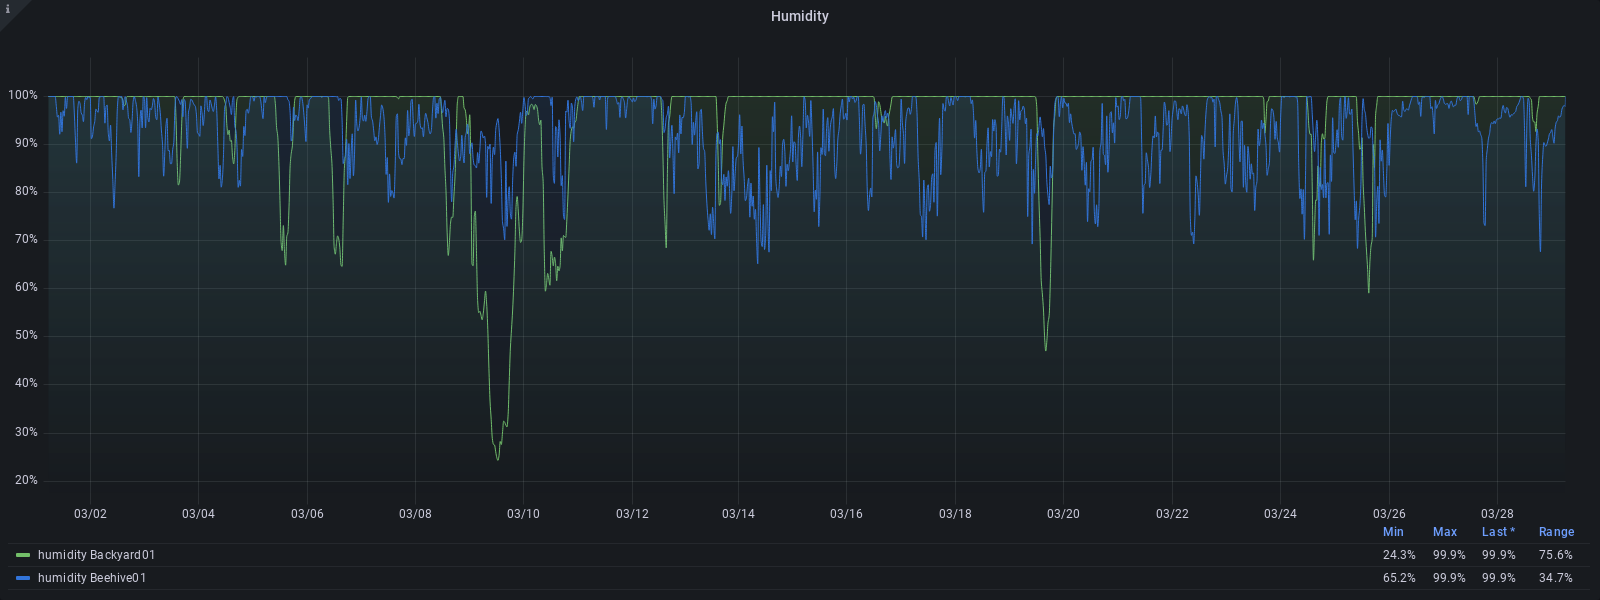 i
Humidity
100%
90%
80%
70%
60%
50%
40%
30%
20%
03/02 03/04 03/06 03/08 03/10 03/12 03/14 03/16 03/18 03/20 03/22 03/24 03/26 03/28
Min Max Last * Range
humidity Backyard01 24.3% 99.9% 99.9% 75.6%
humidity Beehive01 65.2% 99.9% 99.9% 34.7%